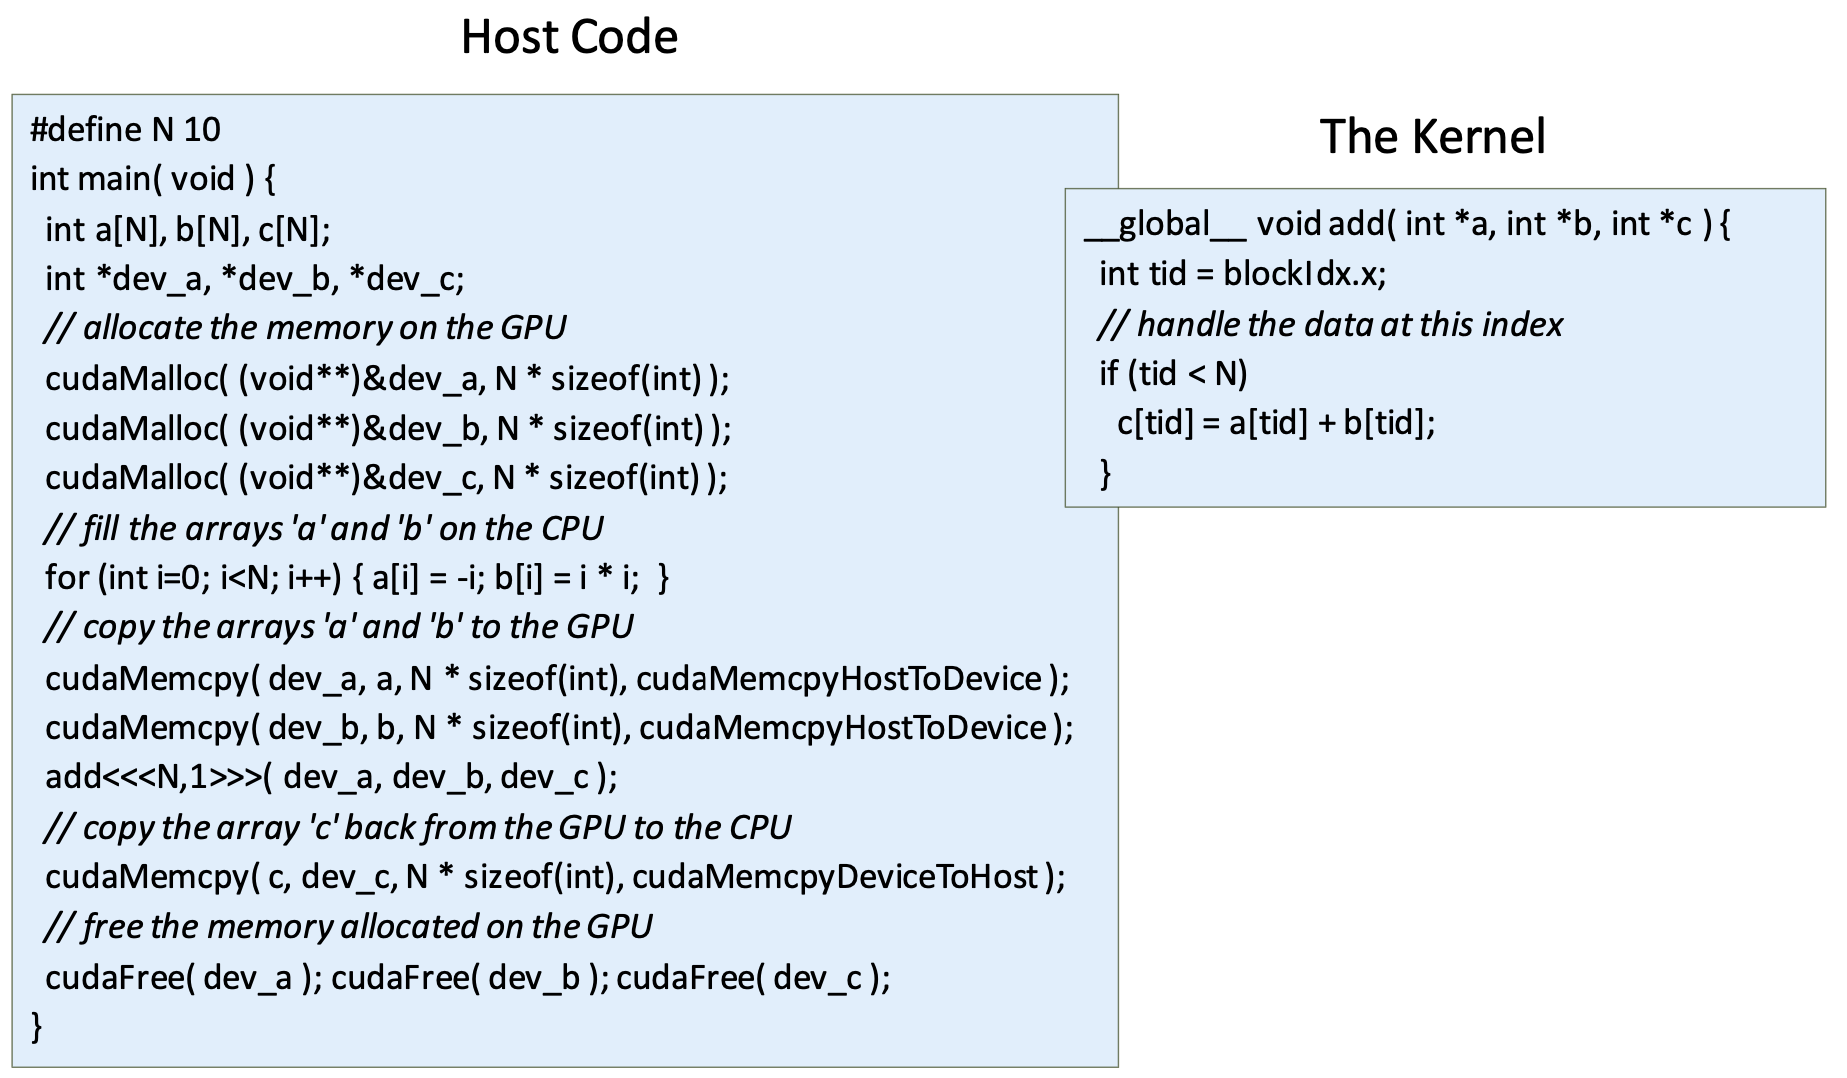 Host Code
#define N 10
int main( void ) {
int a[N], b[N], c[N];
int *dev_a, *dev_b, *dev_c;
// allocate the memory on the GPU
cudaMalloc( (void**)&dev_a, N * sizeof(int) );
cudaMalloc( (void**)&dev_b, N * sizeof(int) );
cudaMalloc( (void**)&dev_c, N * sizeof(int) );
// fill the arrays 'a' and 'b' on the CPU
for (int i=0; i<N; i++) { a[i] = -i; b[i] = i * i; }
// copy the arrays 'a' and 'b' to the GPU
cudaMemcpy( dev_a, a, N * sizeof(int), cudaMemcpyHostToDevice );
cudaMemcpy( dev_b, b, N * sizeof(int), cudaMemcpyHostToDevice );
add<<<N,1>>>( dev_a, dev_b, dev_c );
// copy the array 'c' back from the GPU to the CPU
cudaMemcpy( c, dev_c, N * sizeof(int), cudaMemcpyDeviceToHost );
// free the memory allocated on the GPU
cudaFree( dev_a ); cudaFree( dev_b ); cudaFree( dev_c );
}
The Kernel
__global__ void add( int *a, int *b, int *c ) {
int tid = blockIdx.x;
// handle the data at this index
if (tid < N)
c[tid] = a[tid] + b[tid];
}